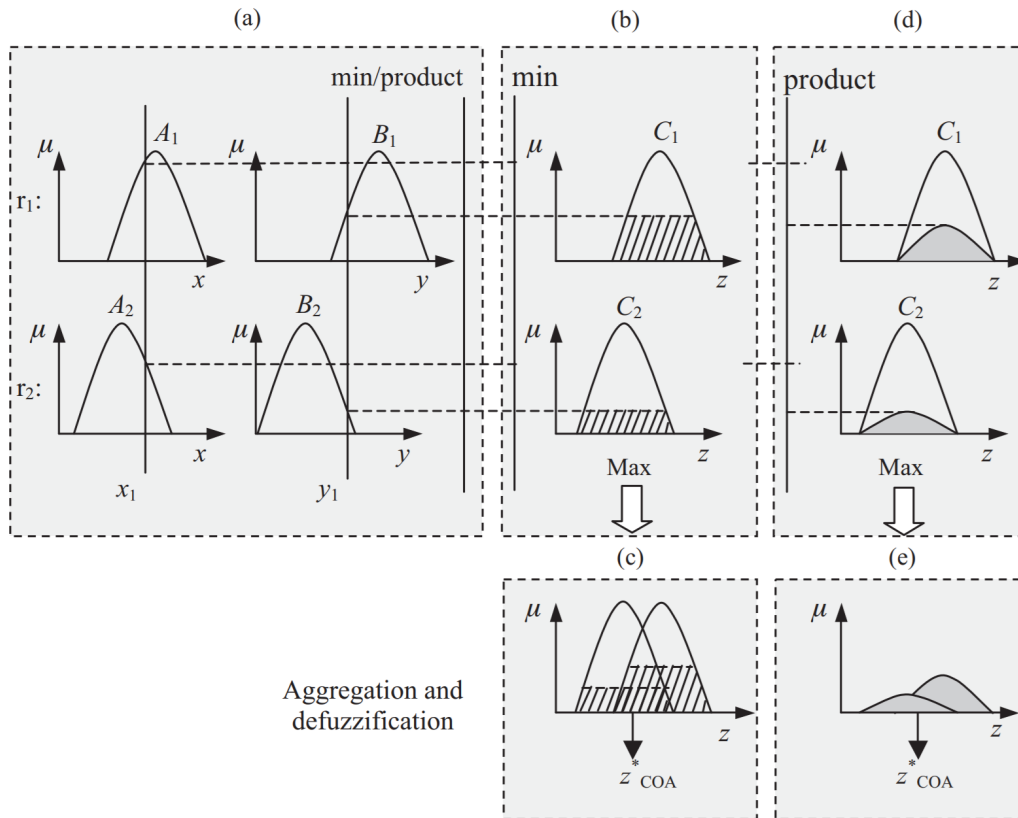 (a)
(b)
(d)
min/product
min
product
A₁
B₁
C₁
C₁
μ
μ
μ
μ
r₁:
x
y
z
z
A₂
B₂
C₂
C₂
μ
μ
μ
μ
r₂:
x
y
z
z
x₁
y₁
Max
Max
(c)
(e)
μ
μ
Aggregation and
defuzzification
z
z
z*COA
z*COA